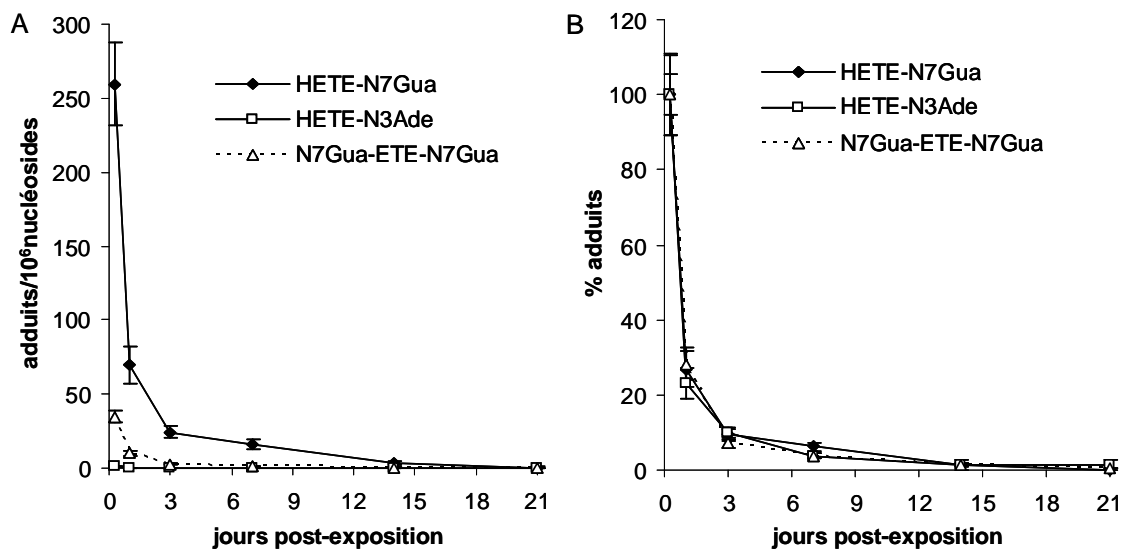 A
adduits/10⁶nucléosides
300
250
200
150
100
50
0
HETE-N7Gua
HETE-N3Ade
N7Gua-ETE-N7Gua
0 3 6 9 12 15 18 21
jours post-exposition
B
% adduits
120
100
80
60
40
20
0
HETE-N7Gua
HETE-N3Ade
N7Gua-ETE-N7Gua
0 3 6 9 12 15 18 21
jours post-exposition